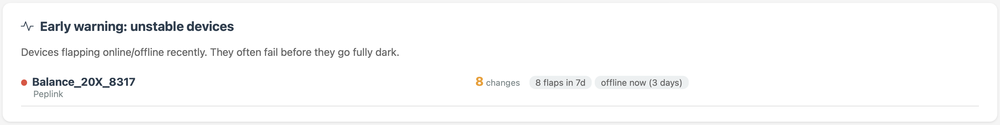 Early warning: unstable devices
Devices flapping online/offline recently. They often fail before they go fully dark.
Balance_20X_8317 8 changes 8 flaps in 7d offline now (3 days)
Peplink